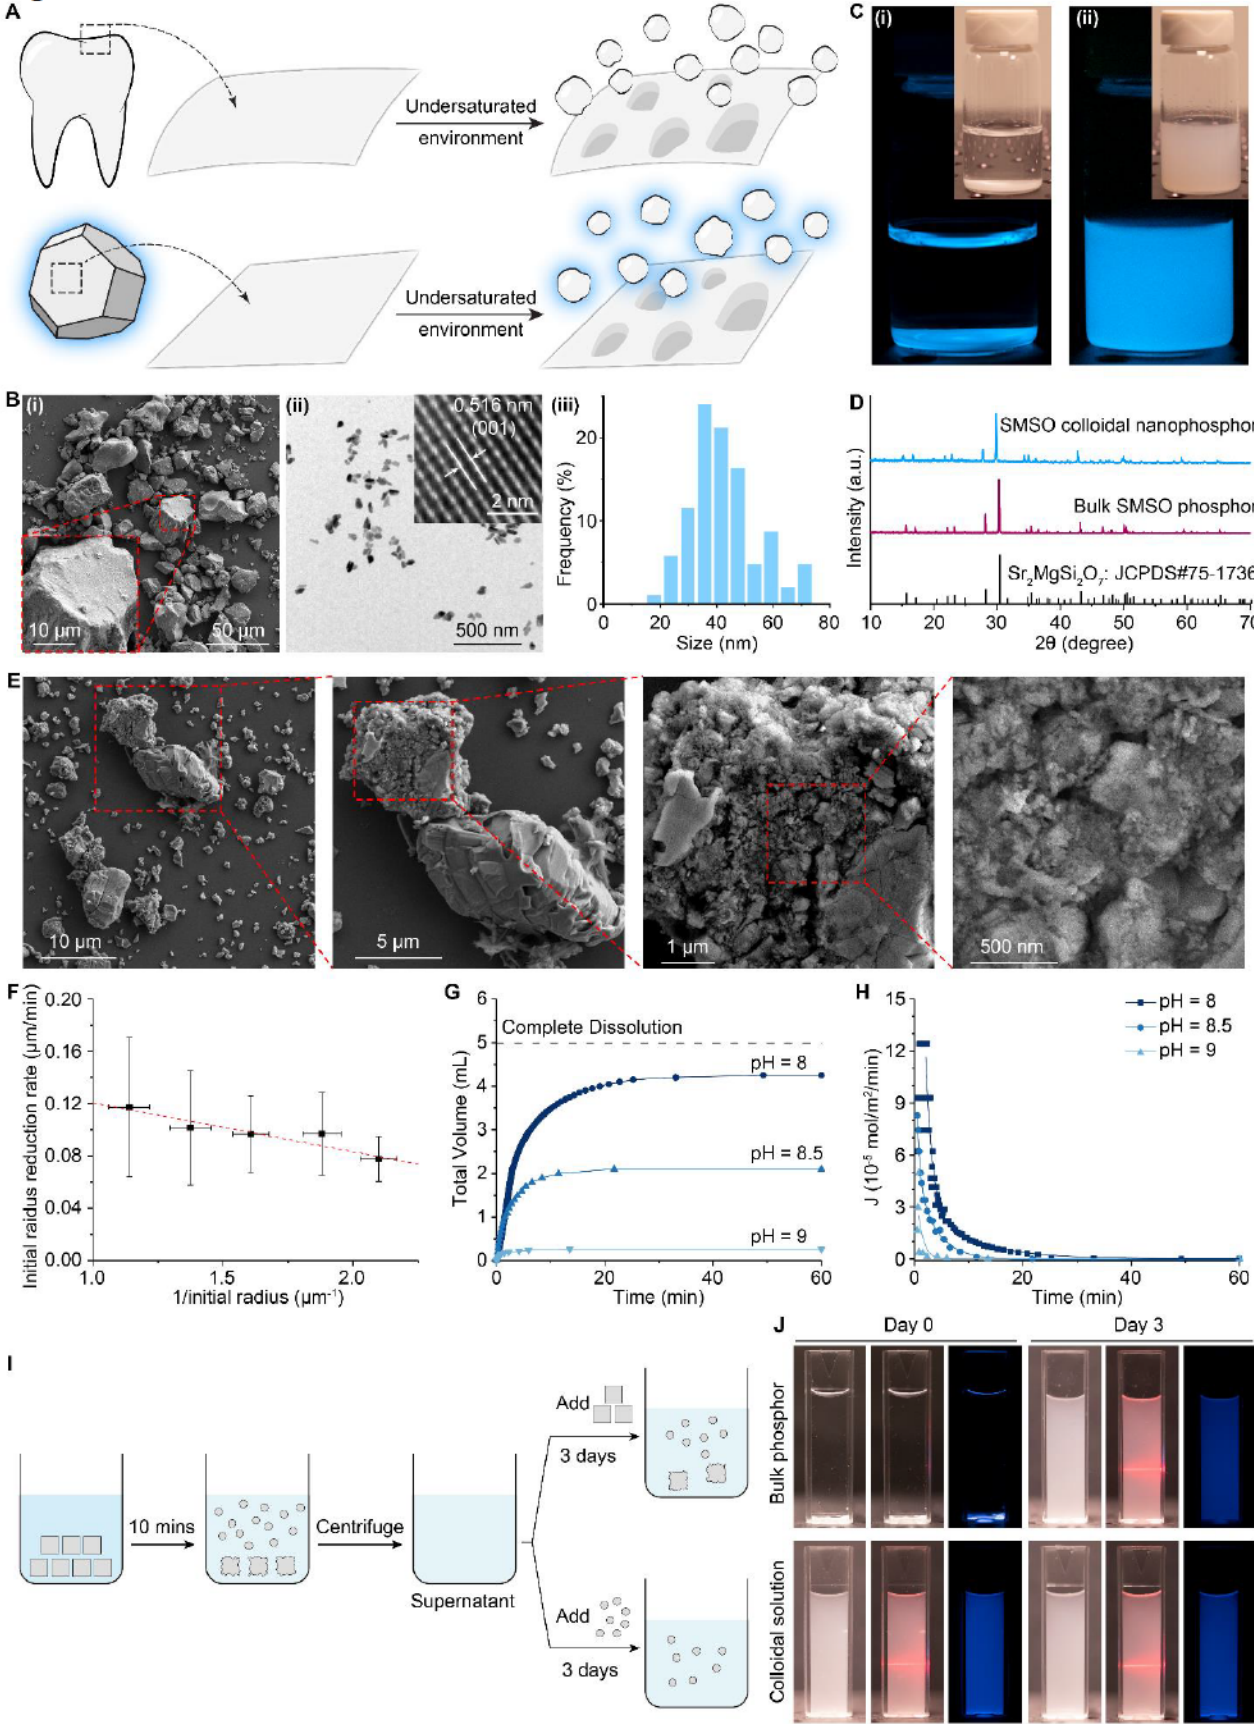 A
Undersaturated
environment
Undersaturated
environment
C
(i)
(ii)
B
(i)
10 µm
50 µm
(ii)
0.516 nm
(001)
2 nm
500 nm
(iii)
Frequency (%)
20
10
0
0
20
40
60
80
Size (nm)
D
Intensity (a.u.)
SMSO colloidal nanophosphor
Bulk SMSO phosphor
Sr₂MgSi₂O₇: JCPDS#75-1736
10
20
30
40
50
60
70
2θ (degree)
E
10 µm
5 µm
1 µm
500 nm
F
Initial raidus reduction rate (µm/min)
0.20
0.16
0.12
0.08
0.04
0.00
1.0
1.5
2.0
1/initial radius (µm⁻¹)
G
Total Volume (mL)
6
5
4
3
2
1
0
Complete Dissolution
pH = 8
pH = 8.5
pH = 9
0
20
40
60
Time (min)
H
J (10⁻⁵ mol/m²/min)
15
12
9
6
3
0
pH = 8
pH = 8.5
pH = 9
0
20
40
60
Time (min)
I
10 mins
Centrifuge
Supernatant
Add
3 days
Add
3 days
J
Day 0
Day 3
Bulk phosphor
Colloidal solution